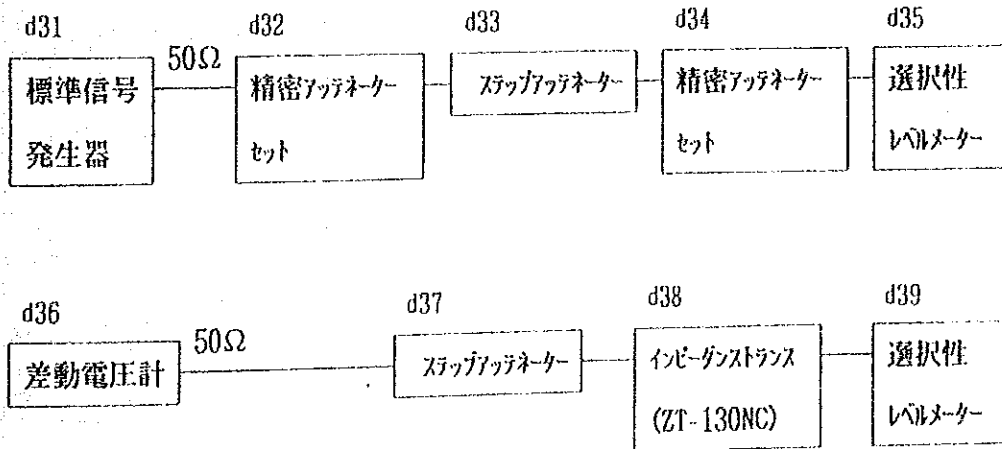 d31
d32
d33
d34
d35
50Ω
標準信号
発生器
精密アッテネーター
セット
ステップアッテネーター
精密アッテネーター
セット
選択性
レベルメーター
d36
d37
d38
d39
50Ω
差動電圧計
ステップアッテネーター
インピーダンストランス
(ZT-130NC)
選択性
レベルメーター